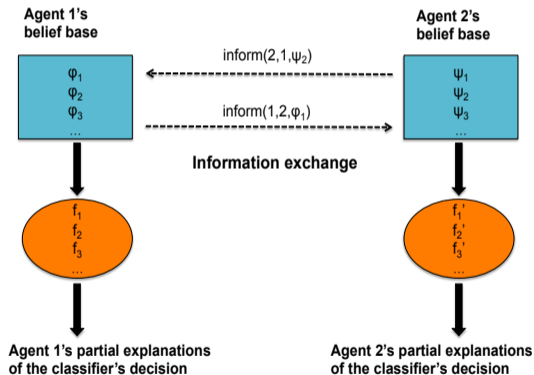 Agent 1's
belief base
Agent 2's
belief base
φ1
φ2
φ3
...
inform(2,1,ψ2)
inform(1,2,φ1)
Information exchange
ψ1
ψ2
ψ3
...
f1
f2
f3
...
f1'
f2'
f3'
...
Agent 1's partial explanations
of the classifier's decision
Agent 2's partial explanations
of the classifier's decision